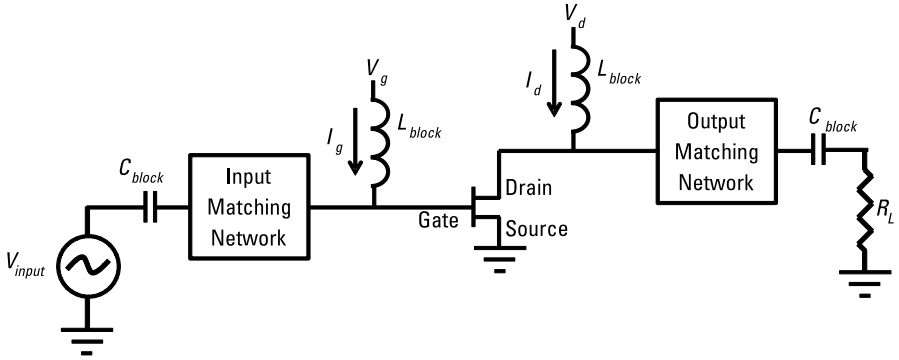 V_d
I_d
L_block
V_g
I_g
L_block
C_block
Input
Matching
Network
Gate
Drain
Source
Output
Matching
Network
C_block
R_L
V_input